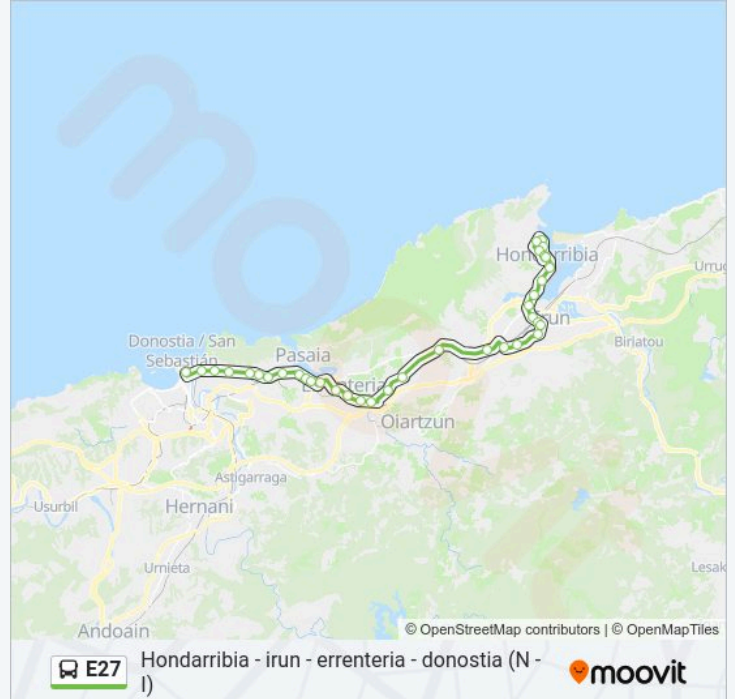 Hondarribia
Urrug
Irun
Donostia / San
Sebastián
Pasaia
Biriatou
Errenteria
Oiartzun
Astigarraga
Usurbil
Hernani
Urnieta
Lesak
Andoain
© OpenStreetMap contributors | © OpenMapTiles
E27
Hondarribia - irun - errenteria - donostia (N -
I)
moovit